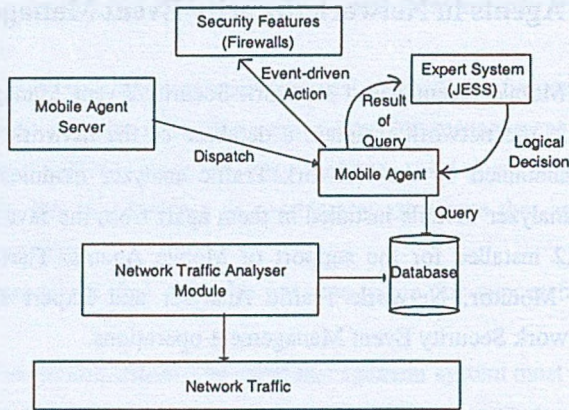 Security Features
(Firewalls)
Expert System
(JESS)
Event-driven
Action
Result
of
Query
Mobile Agent
Server
Dispatch
Mobile Agent
Logical
Decision
Query
Network Traffic Analyser
Module
Database
Network Traffic